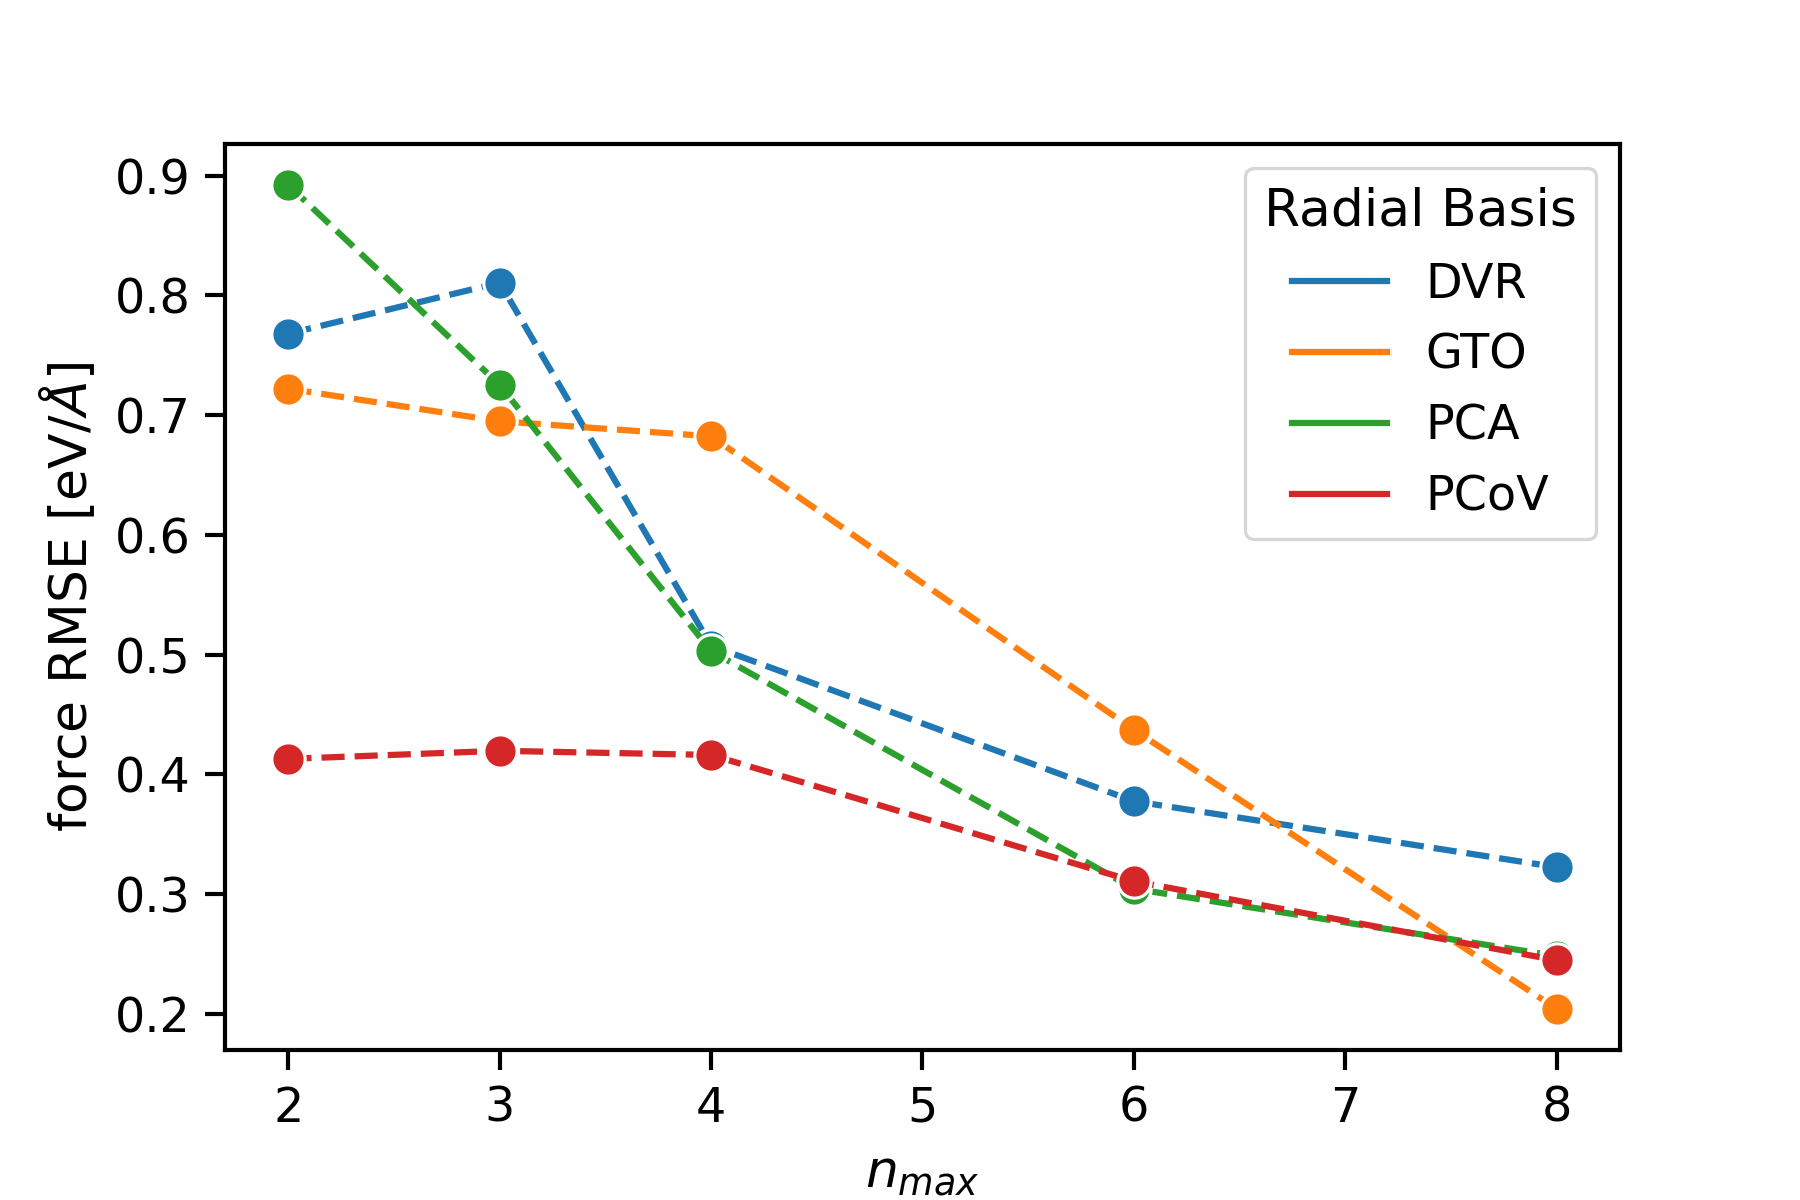 0.9
0.8
0.7
0.6
0.5
0.4
0.3
0.2
force RMSE [eV/Å]
2 3 4 5 6 7 8
n_max
Radial Basis
DVR
GTO
PCA
PCoV